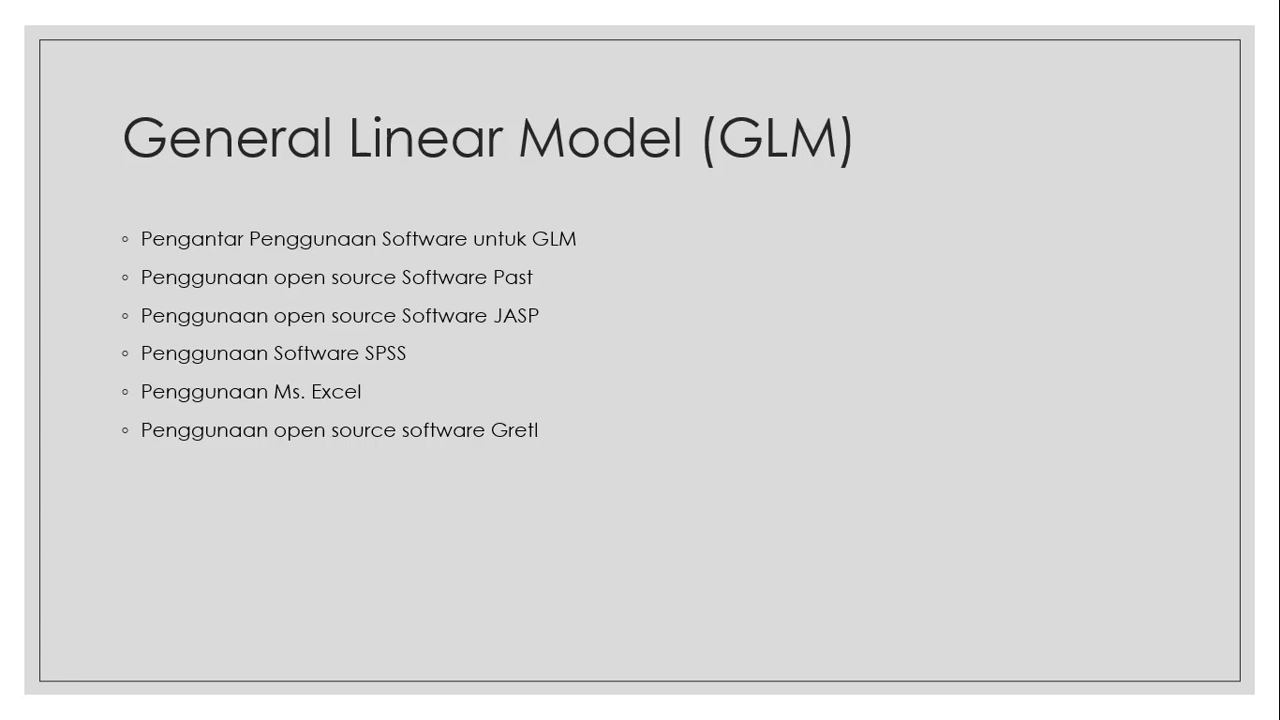 General Linear Model (GLM)
◦ Pengantar Penggunaan Software untuk GLM
◦ Penggunaan open source Software Past
◦ Penggunaan open source Software JASP
◦ Penggunaan Software SPSS
◦ Penggunaan Ms. Excel
◦ Penggunaan open source software Gretl